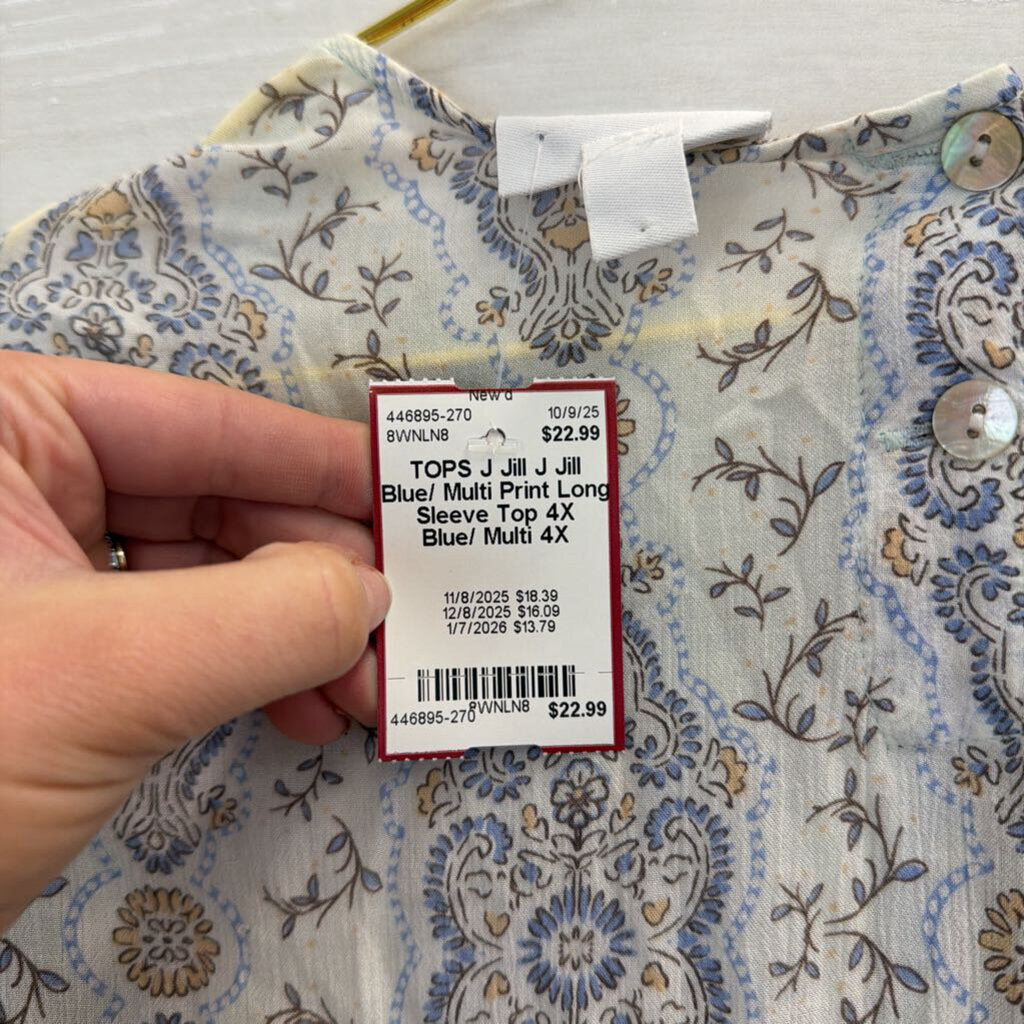 New'd
446895-270 10/9/25
8WNLN8 $22.99
TOPS J Jill J Jill
Blue/ Multi Print Long
Sleeve Top 4X
Blue/ Multi 4X
11/8/2025 $18.39
12/8/2025 $16.09
1/7/2026 $13.79
446895-270 8WNLN8 $22.99